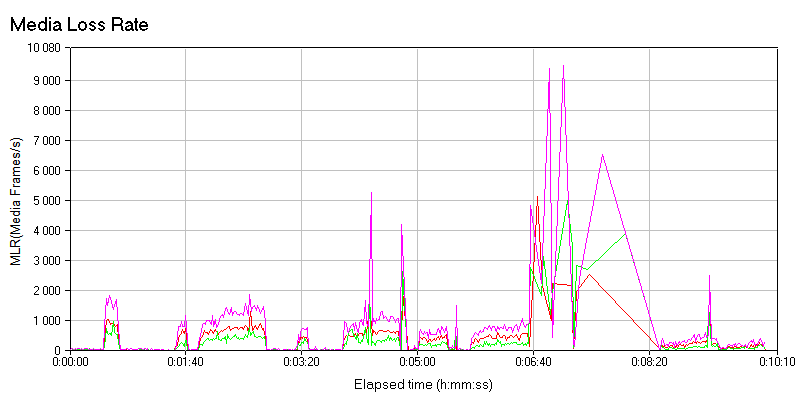 Media Loss Rate
10 080
9 000
8 000
7 000
6 000
5 000
4 000
3 000
2 000
1 000
0
MLR(Media Frames/s)
0:00:00 0:01:40 0:03:20 0:05:00 0:06:40 0:08:20 0:10:10
Elapsed time (h:mm:ss)